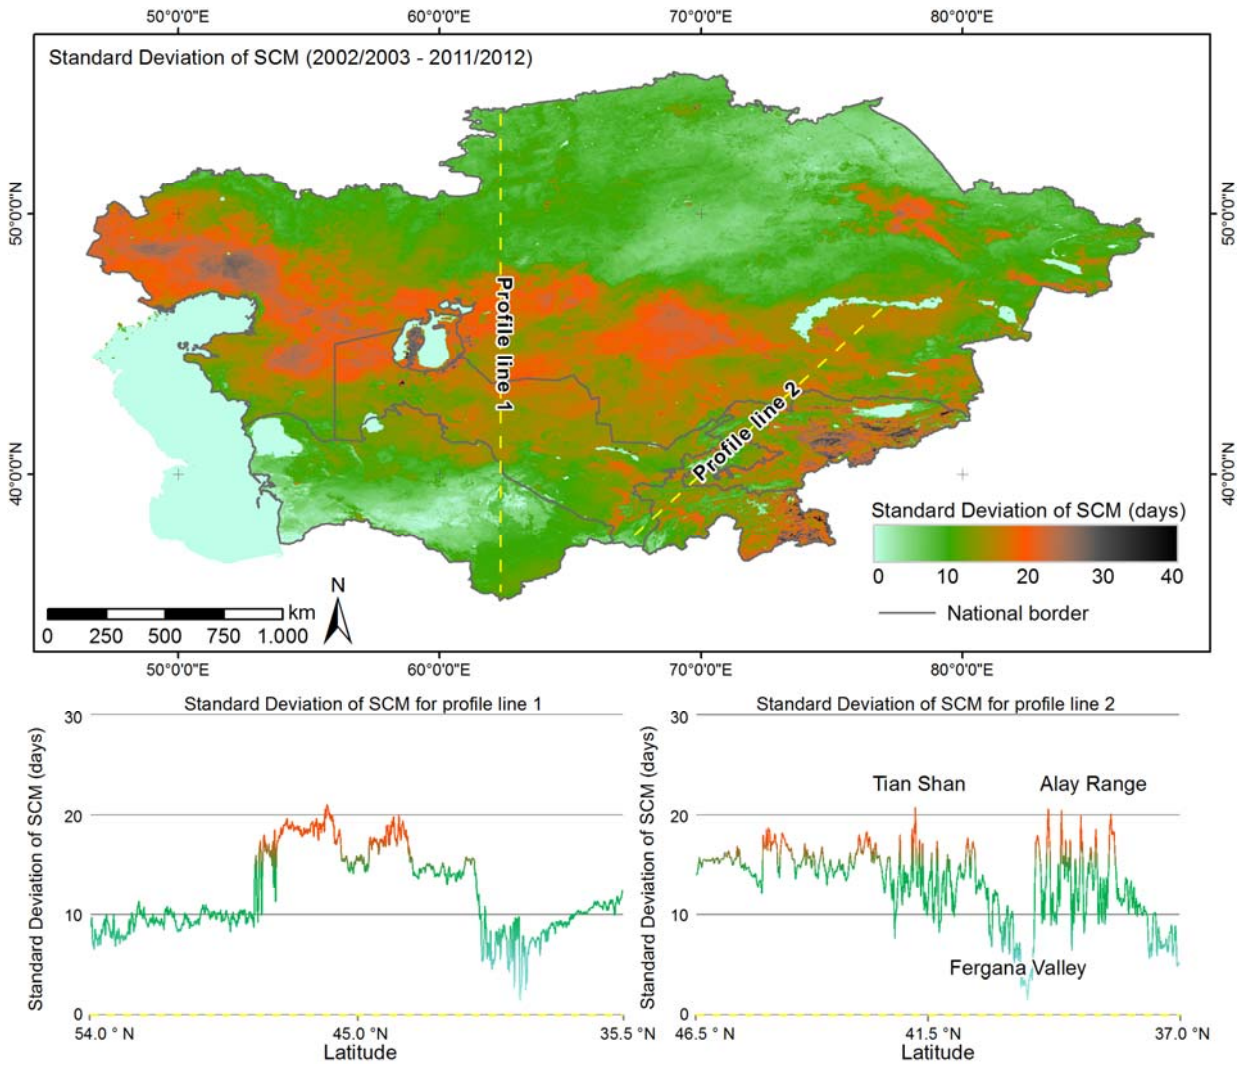 50°0'0"E 60°0'0"E 70°0'0"E 80°0'0"E
Standard Deviation of SCM (2002/2003 - 2011/2012)
50°0'0"N
50°0'0"N
Profile line 1
Profile line 2
40°0'0"N
40°0'0"N
Standard Deviation of SCM (days)
0 10 20 30 40
National border
N
km
0 250 500 750 1.000
50°0'0"E 60°0'0"E 70°0'0"E 80°0'0"E
Standard Deviation of SCM for profile line 1
Standard Deviation of SCM (days)
30
20
10
0
54.0 ° N 45.0 ° N 35.5 ° N
Latitude
Standard Deviation of SCM for profile line 2
Standard Deviation of SCM (days)
30
Tian Shan Alay Range
20
10
Fergana Valley
0
46.5 ° N 41.5 ° N 37.0 ° N
Latitude